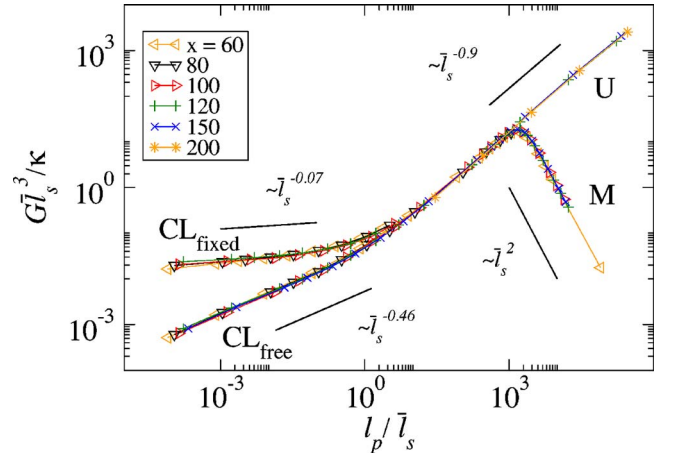 10^3
10^0
10^-3
G l̄_s^3/κ
x = 60
80
100
120
150
200
~l̄_s^-0.9
U
~l̄_s^-0.07
M
CL_fixed
~l̄_s^2
CL_free
~l̄_s^-0.46
10^-3 10^0 10^3
l_p/ l̄_s